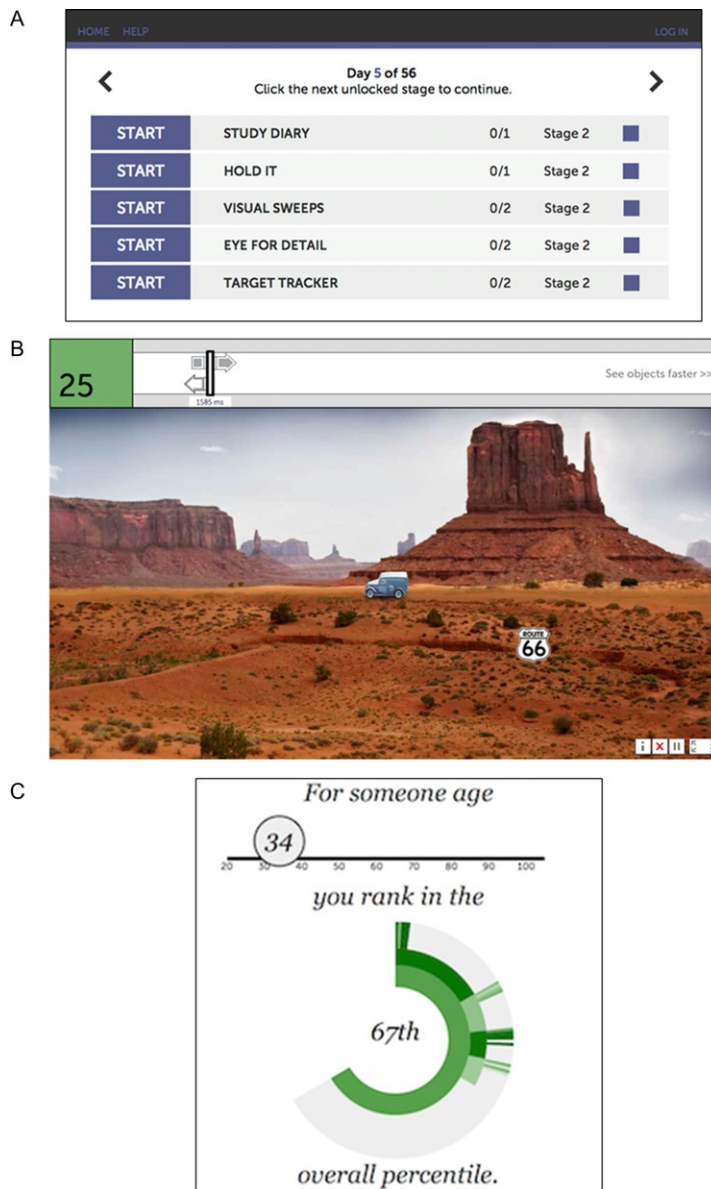 A
HOME HELP LOG IN
Day 5 of 56
Click the next unlocked stage to continue.
START STUDY DIARY 0/1 Stage 2
START HOLD IT 0/1 Stage 2
START VISUAL SWEEPS 0/2 Stage 2
START EYE FOR DETAIL 0/2 Stage 2
START TARGET TRACKER 0/2 Stage 2
B
25
See objects faster >>
1585 ms
ROUTE
66
C
For someone age
34
20 30 40 50 60 70 80 90 100
you rank in the
67th
overall percentile.